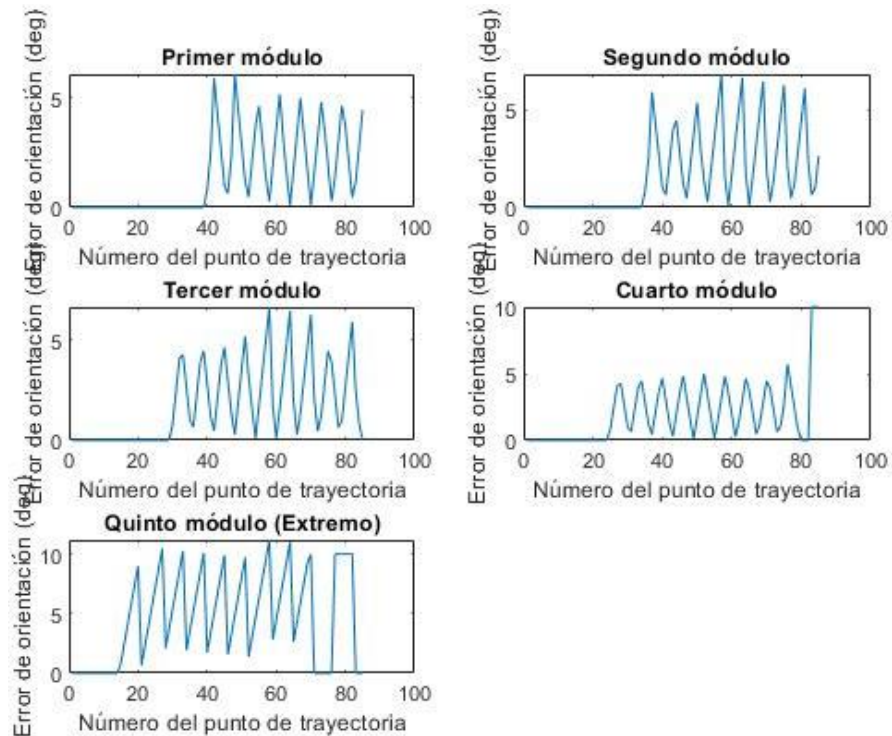 Primer módulo
Error de orientación (deg)
5
0
0 20 40 60 80 100
Número del punto de trayectoria
Segundo módulo
Error de orientación (deg)
5
0
0 20 40 60 80 100
Número del punto de trayectoria
Tercer módulo
Error de orientación (deg)
5
0
0 20 40 60 80 100
Número del punto de trayectoria
Cuarto módulo
Error de orientación (deg)
10
5
0
0 20 40 60 80 100
Número del punto de trayectoria
Quinto módulo (Extremo)
Error de orientación (deg)
10
5
0
0 20 40 60 80 100
Número del punto de trayectoria